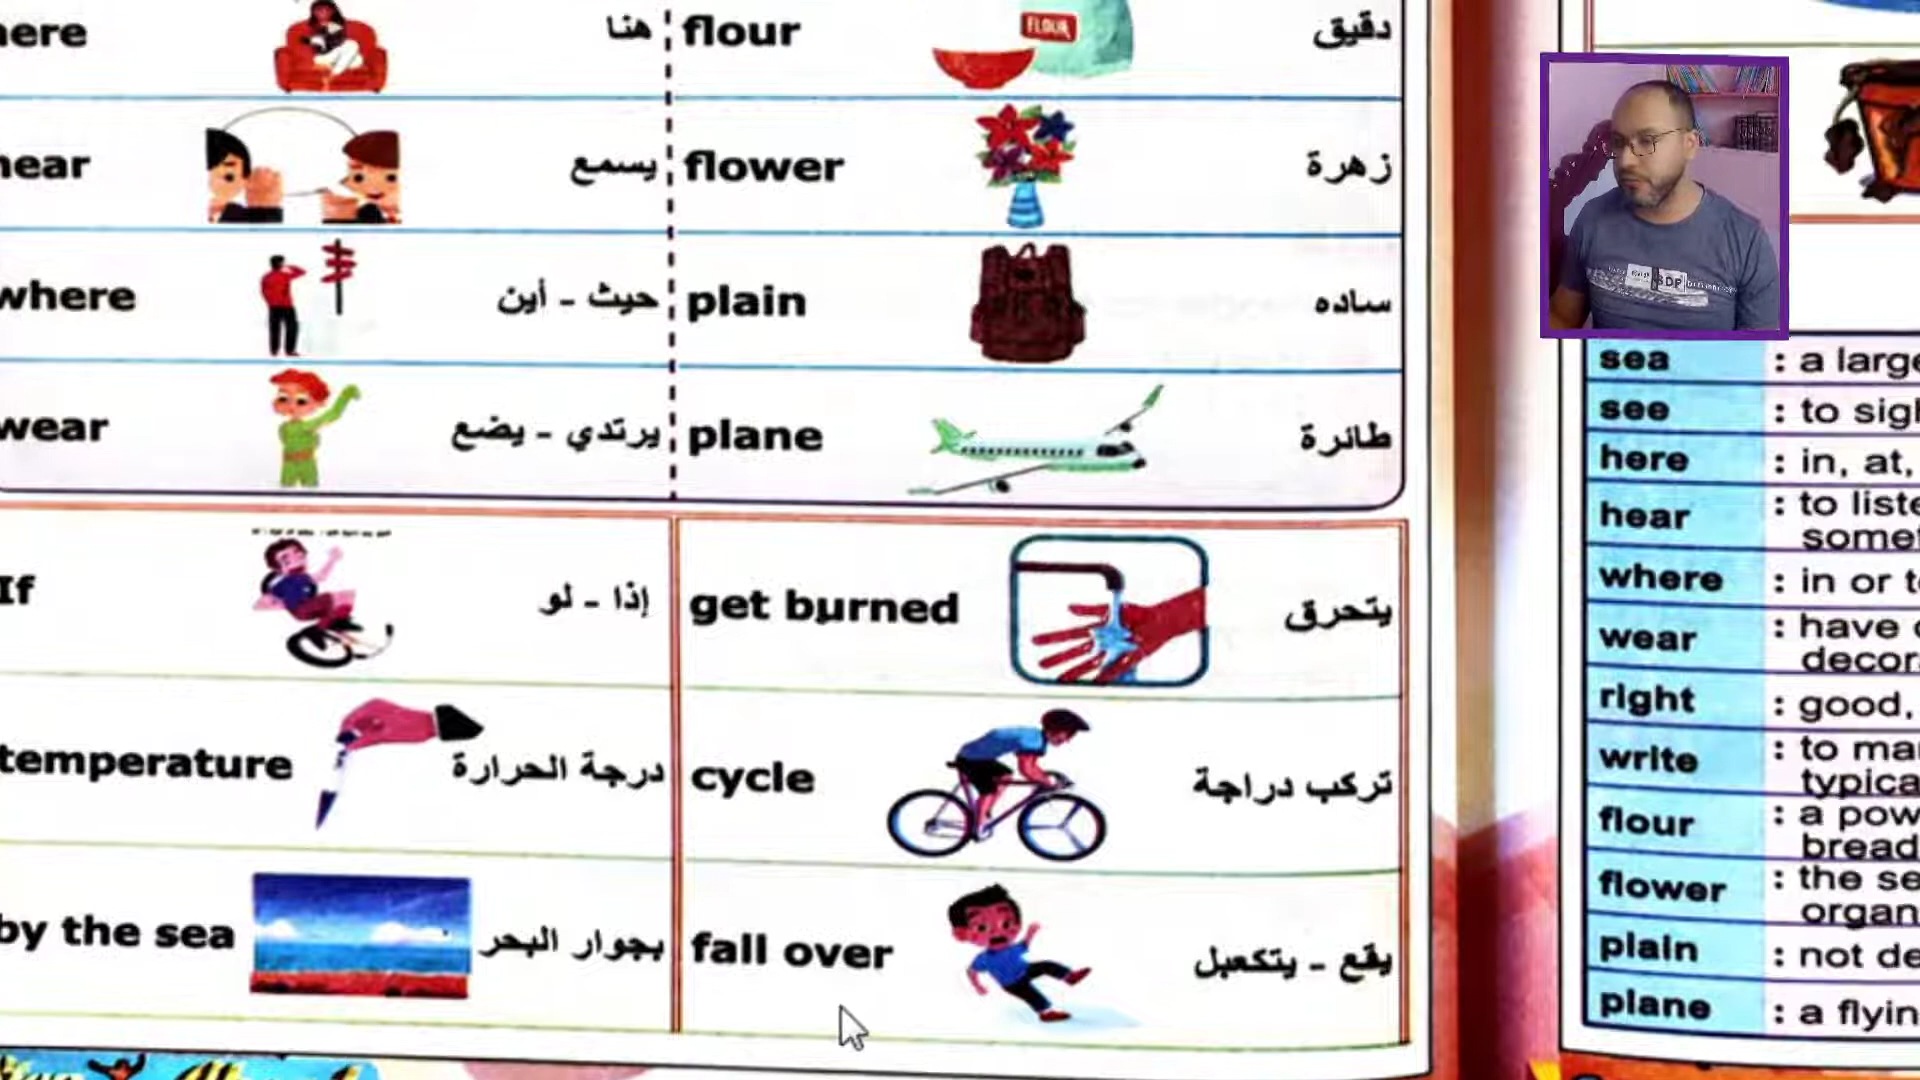 here هنا
flour FLOUR دقيق
hear يسمع
flower زهرة
where حيث - أين
plain ساده
wear يرتدي - يضع
plane طائرة
If إذا - لو
get burned يتحرق
temperature درجة الحرارة
cycle تركب دراجة
by the sea بجوار البحر
fall over يقع - يتكعبل
sea : a large
see : to sigh
here : in, at,
hear : to liste
somet
where : in or to
wear : have o
decora
right : good,
write : to mar
typica
flour : a pow
bread
flower : the se
organ
plain : not de
plane : a flyin